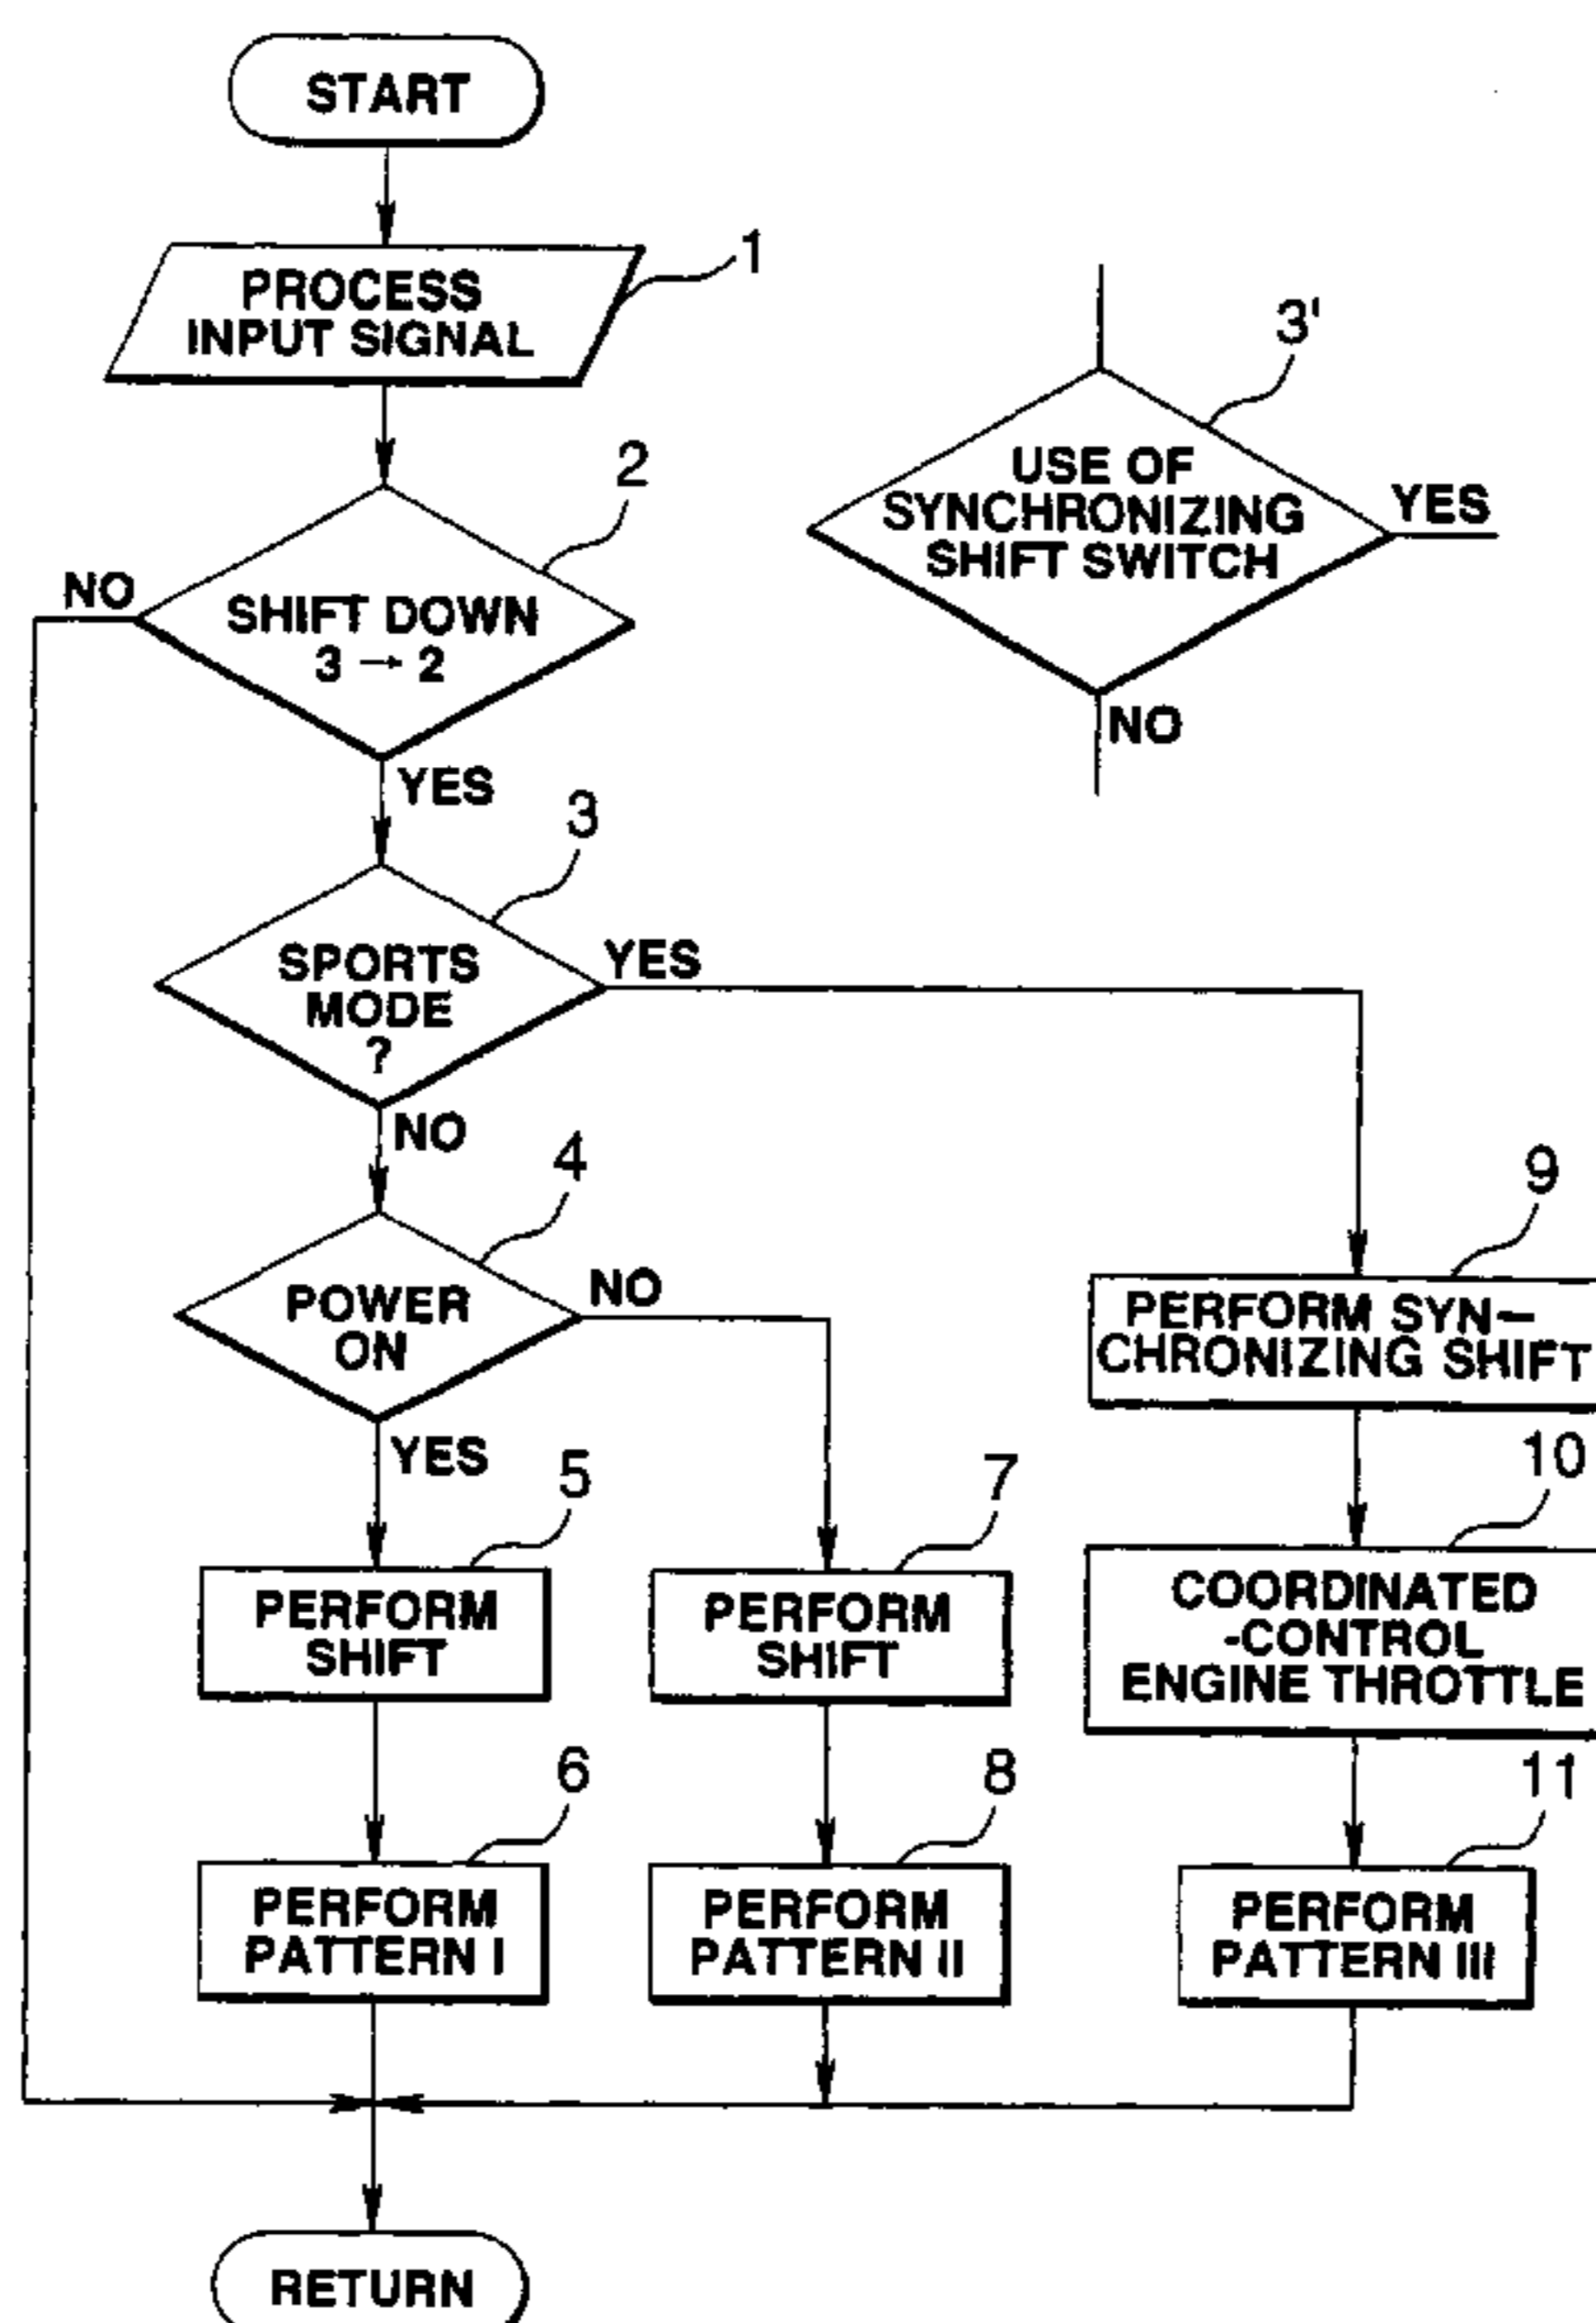 START
1
PROCESS
INPUT SIGNAL
2
NO
SHIFT DOWN
3 → 2
YES
3'
USE OF
SYNCHRONIZING
SHIFT SWITCH
YES
NO
3
SPORTS
MODE
?
YES
NO
4
POWER
ON
NO
YES
9
PERFORM SYN-
CHRONIZING SHIFT
5
PERFORM
SHIFT
7
PERFORM
SHIFT
10
COORDINATED
-CONTROL
ENGINE THROTTLE
6
PERFORM
PATTERN I
8
PERFORM
PATTERN II
11
PERFORM
PATTERN III
RETURN